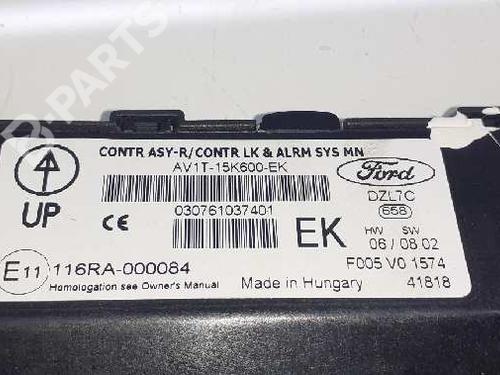 B-PARTS
CONTR ASY-R/CONTR LK & ALRM SYS MN
AV1T-15K600-EK
Ford
UP
CE
030761037401
EK
DZL7C
658
HW SW
06 / 08 02
E11 116RA-000084
F005 V0 1574
Homologation see Owner's Manual
Made in Hungary
41818